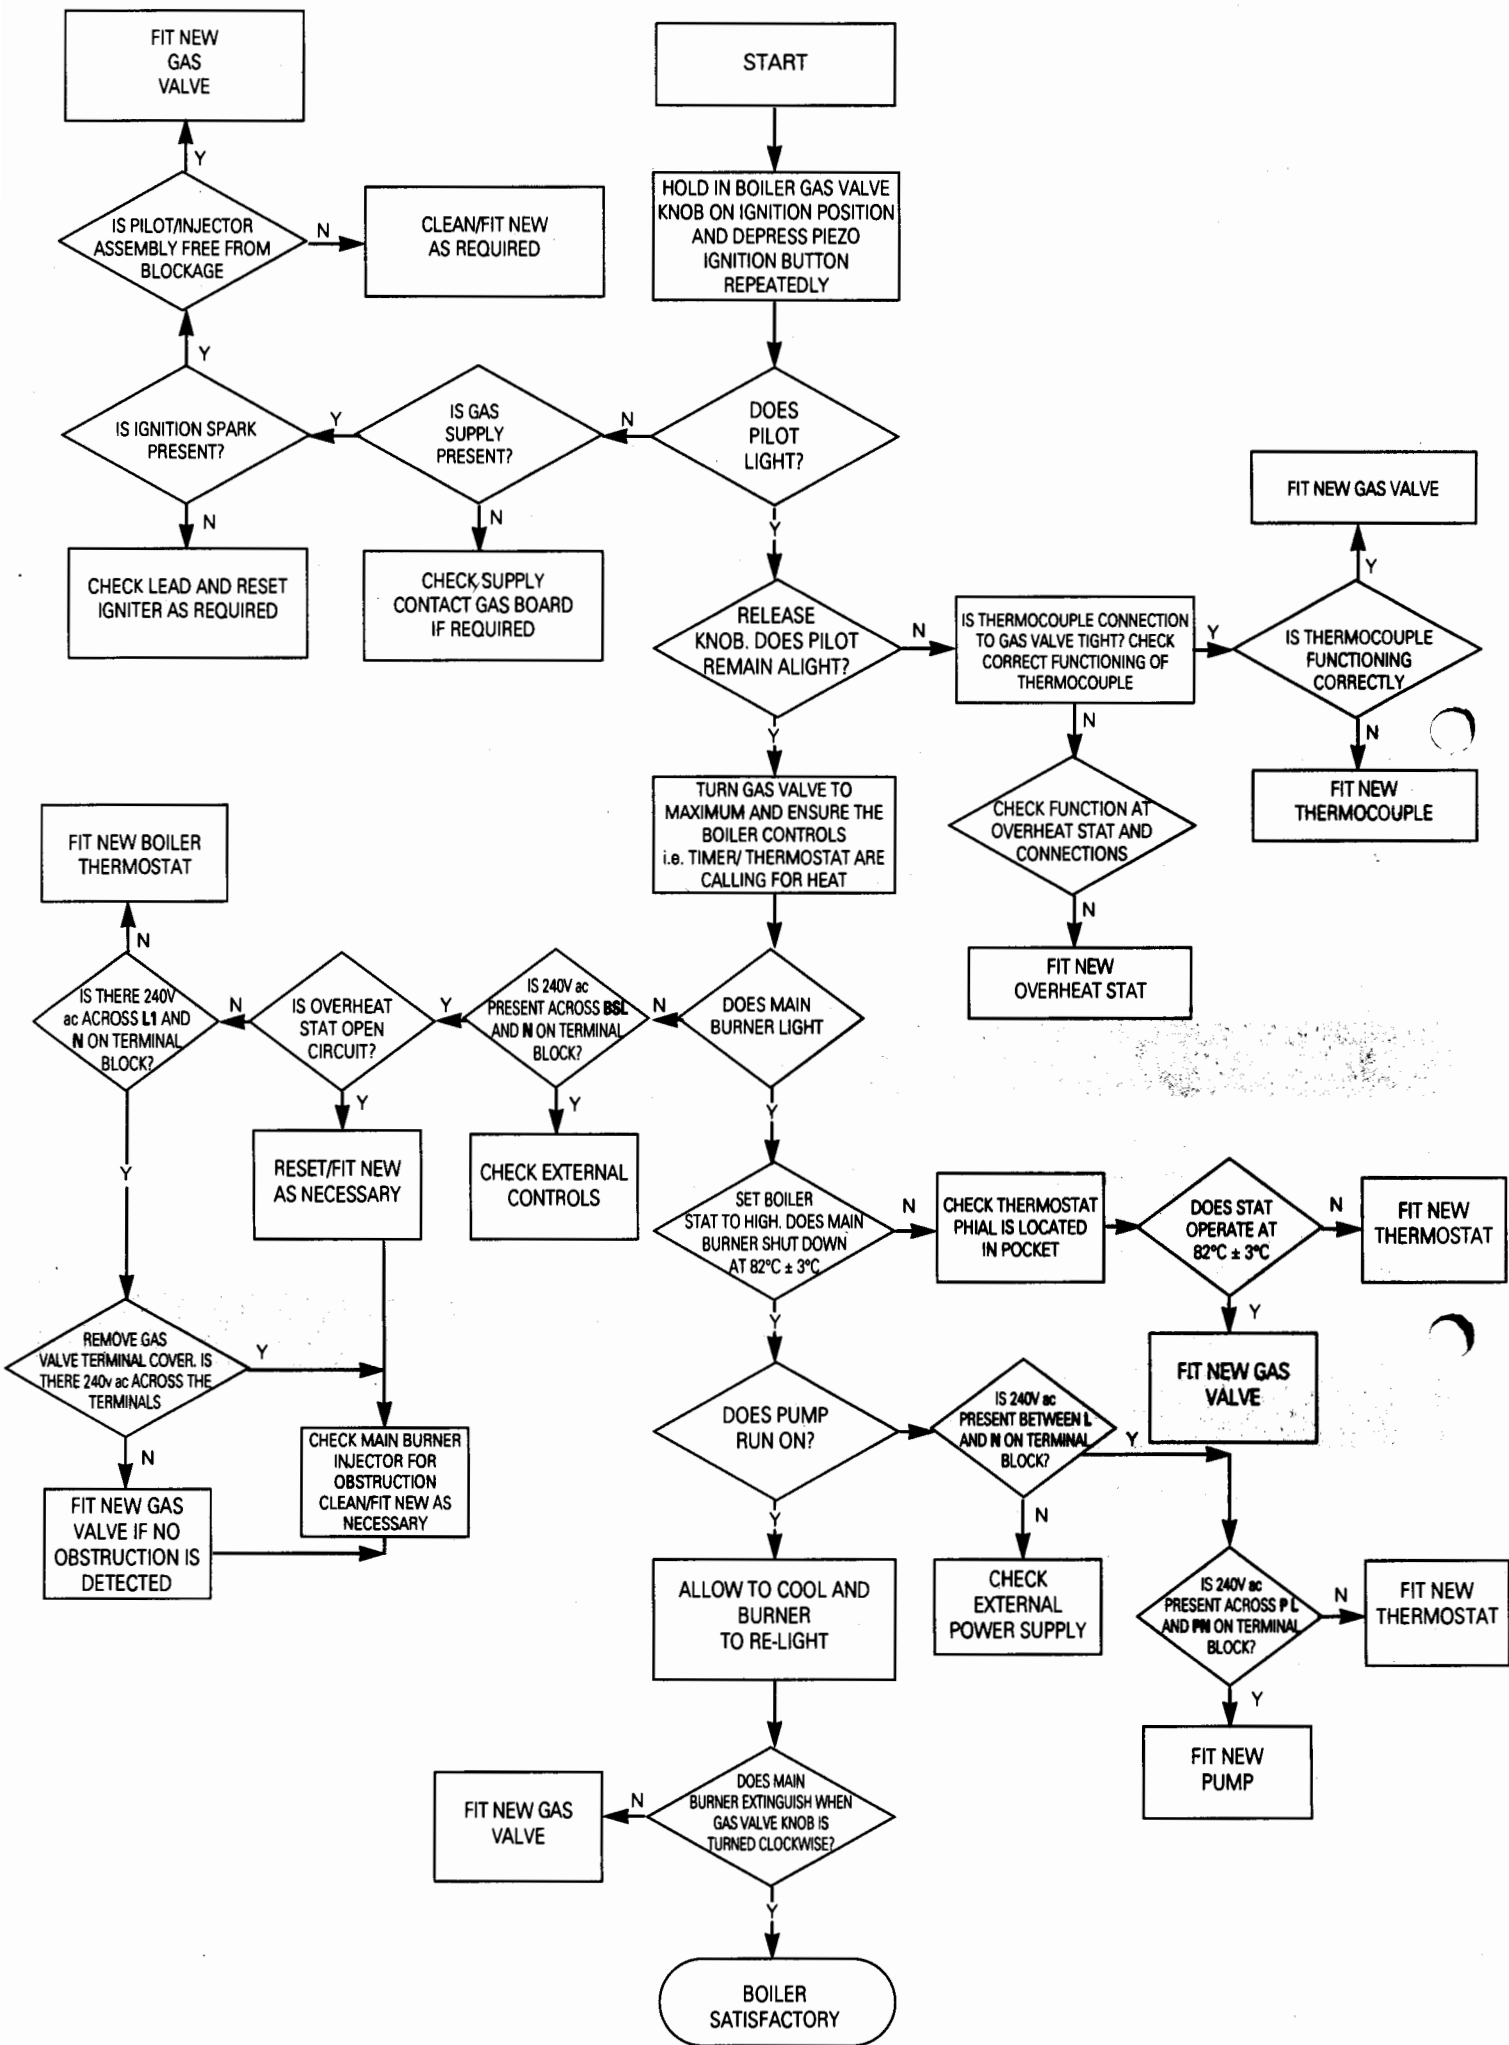 FIT NEW
GAS
VALVE
START
Y
HOLD IN BOILER GAS VALVE
KNOB ON IGNITION POSITION
AND DEPRESS PIEZO
IGNITION BUTTON
REPEATEDLY
IS PILOT/INJECTOR
ASSEMBLY FREE FROM
BLOCKAGE
N
CLEAN/FIT NEW
AS REQUIRED
Y
IS IGNITION SPARK
PRESENT?
Y
IS GAS
SUPPLY
PRESENT?
N
DOES
PILOT
LIGHT?
N
CHECK LEAD AND RESET
IGNITER AS REQUIRED
N
CHECK SUPPLY
CONTACT GAS BOARD
IF REQUIRED
Y
FIT NEW GAS VALVE
Y
RELEASE
KNOB. DOES PILOT
REMAIN ALIGHT?
N
IS THERMOCOUPLE CONNECTION
TO GAS VALVE TIGHT? CHECK
CORRECT FUNCTIONING OF
THERMOCOUPLE
Y
IS THERMOCOUPLE
FUNCTIONING
CORRECTLY
N
FIT NEW
THERMOCOUPLE
N
CHECK FUNCTION AT
OVERHEAT STAT AND
CONNECTIONS
N
FIT NEW
OVERHEAT STAT
Y
TURN GAS VALVE TO
MAXIMUM AND ENSURE THE
BOILER CONTROLS
i.e. TIMER/ THERMOSTAT ARE
CALLING FOR HEAT
FIT NEW BOILER
THERMOSTAT
N
IS THERE 240V
ac ACROSS L1 AND
N ON TERMINAL
BLOCK?
N
IS OVERHEAT
STAT OPEN
CIRCUIT?
Y
IS 240V ac
PRESENT ACROSS BSL
AND N ON TERMINAL
BLOCK?
N
DOES MAIN
BURNER LIGHT
Y
Y
RESET/FIT NEW
AS NECESSARY
Y
CHECK EXTERNAL
CONTROLS
Y
SET BOILER
STAT TO HIGH. DOES MAIN
BURNER SHUT DOWN
AT 82°C ± 3°C
N
CHECK THERMOSTAT
PHIAL IS LOCATED
IN POCKET
DOES STAT
OPERATE AT
82°C ± 3°C
N
FIT NEW
THERMOSTAT
Y
FIT NEW GAS
VALVE
REMOVE GAS
VALVE TERMINAL COVER. IS
THERE 240v ac ACROSS THE
TERMINALS
Y
N
FIT NEW GAS
VALVE IF NO
OBSTRUCTION IS
DETECTED
CHECK MAIN BURNER
INJECTOR FOR
OBSTRUCTION
CLEAN/FIT NEW AS
NECESSARY
Y
DOES PUMP
RUN ON?
IS 240V ac
PRESENT BETWEEN L
AND N ON TERMINAL
BLOCK?
Y
N
CHECK
EXTERNAL
POWER SUPPLY
IS 240V ac
PRESENT ACROSS P L
AND PN ON TERMINAL
BLOCK?
N
FIT NEW
THERMOSTAT
Y
FIT NEW
PUMP
Y
ALLOW TO COOL AND
BURNER
TO RE-LIGHT
DOES MAIN
BURNER EXTINGUISH WHEN
GAS VALVE KNOB IS
TURNED CLOCKWISE?
N
FIT NEW GAS
VALVE
Y
BOILER
SATISFACTORY